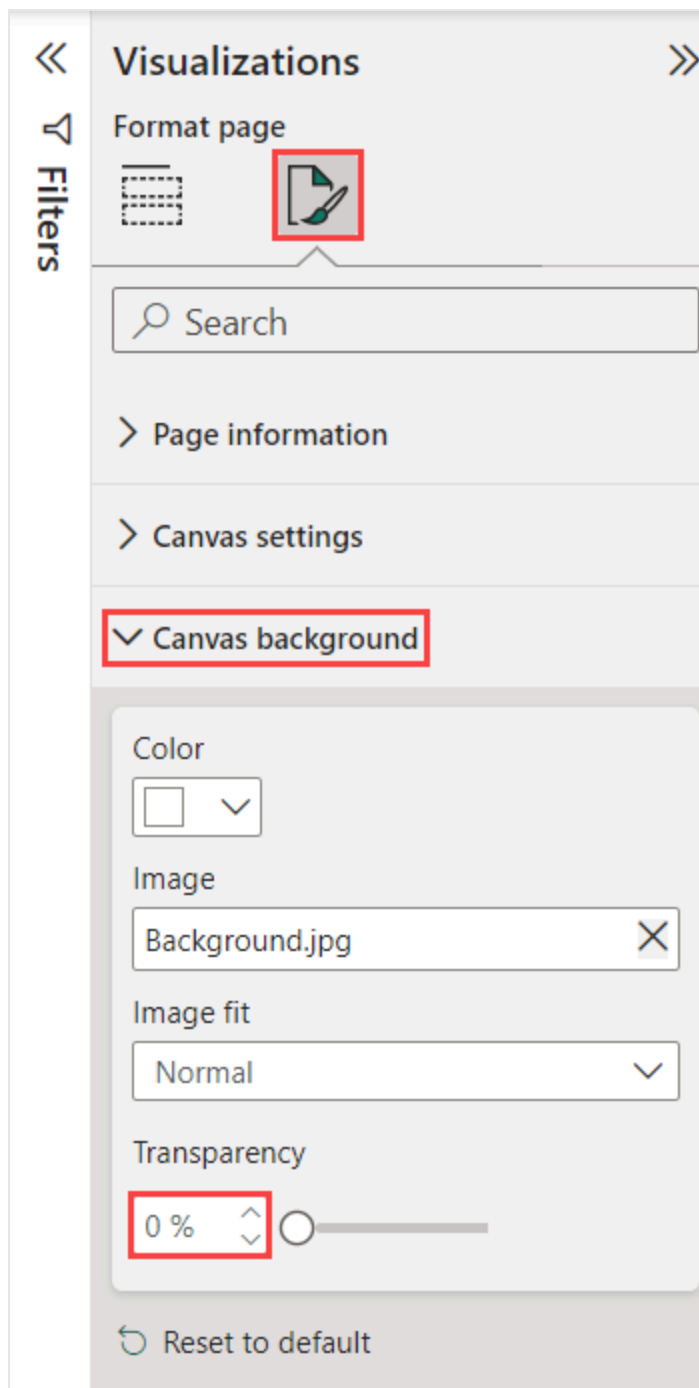 Visualizations
Format page
Filters
Search
Page information
Canvas settings
Canvas background
Color
Image
Background.jpg
Image fit
Normal
Transparency
0 %
Reset to default